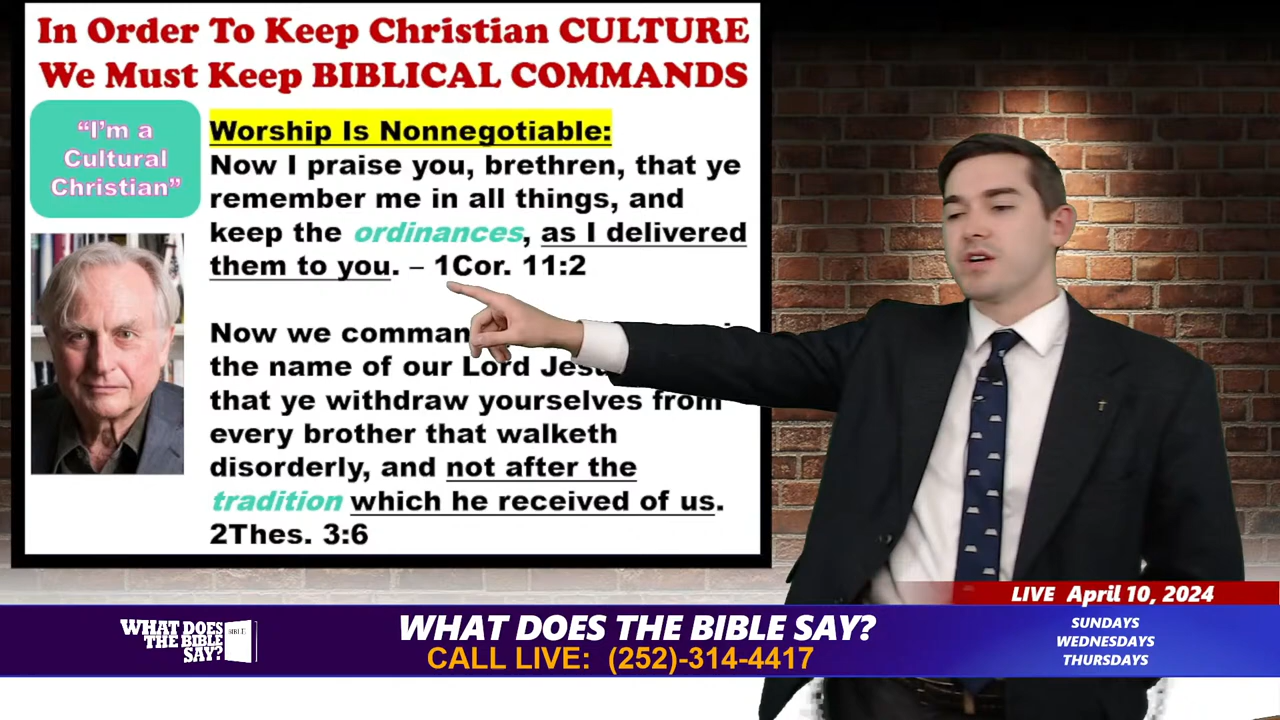 In Order To Keep Christian CULTURE
We Must Keep BIBLICAL COMMANDS
“I’m a
Cultural
Christian”
Worship Is Nonnegotiable:
Now I praise you, brethren, that ye
remember me in all things, and
keep the ordinances, as I delivered
them to you. – 1Cor. 11:2
Now we comman
the name of our Lord Jesu
that ye withdraw yourselves from
every brother that walketh
disorderly, and not after the
tradition which he received of us.
2Thes. 3:6
LIVE April 10, 2024
WHAT DOES
THE BIBLE
SAY?
BIBLE
WHAT DOES THE BIBLE SAY?
CALL LIVE: (252)-314-4417
SUNDAYS
WEDNESDAYS
THURSDAYS